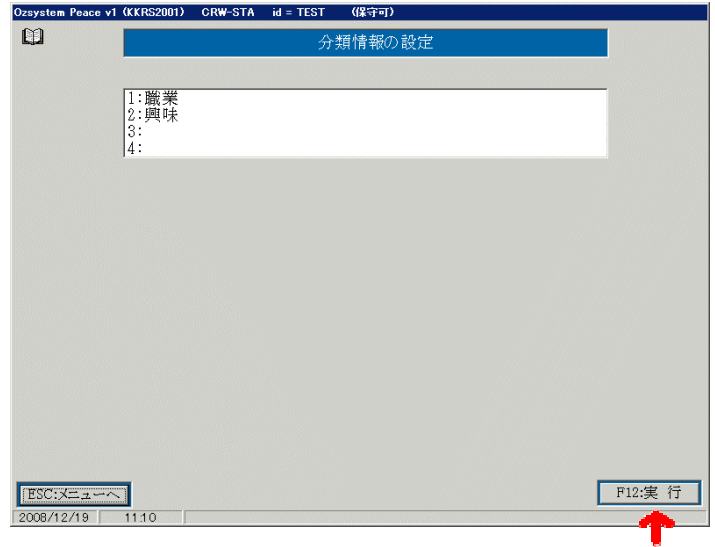 Ozsystem Peace v1 (KKRS2001) CRW-STA id = TEST (保守可)
分類情報の設定
1:職業
2:興味
3:
4:
ESC:メニューへ
F12:実 行
2008/12/19 11:10